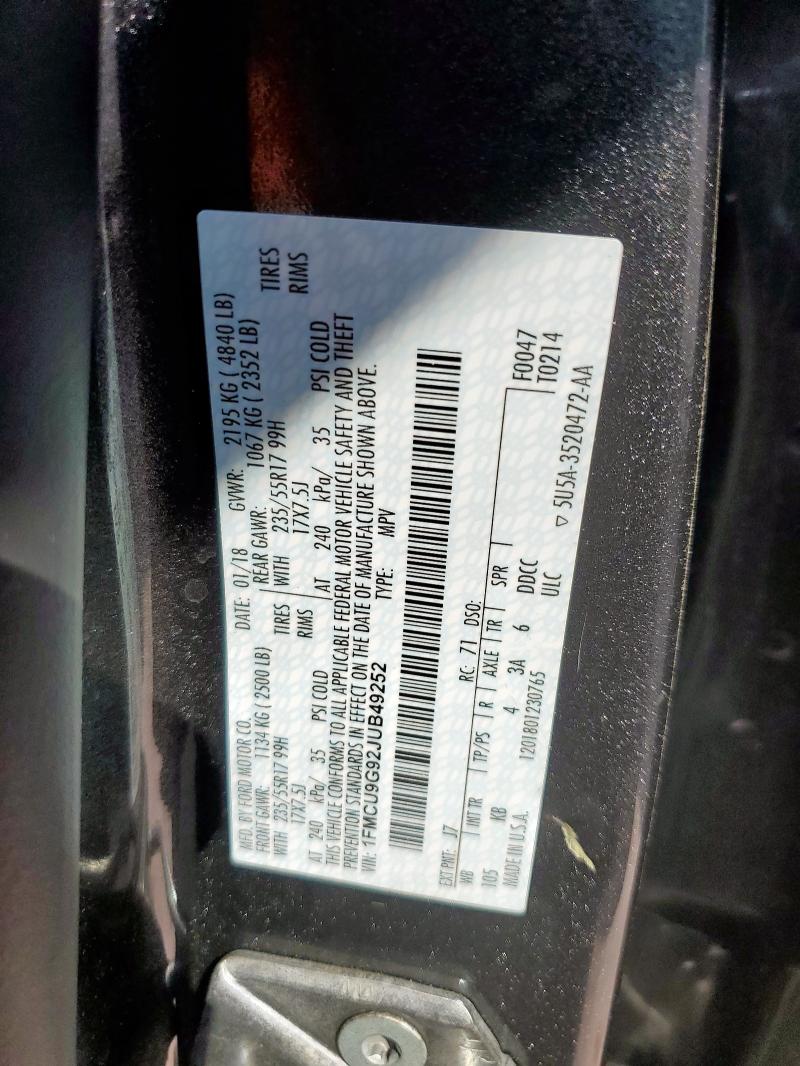 MFD. BY FORD MOTOR CO.
DATE: 01/18 GVWR: 2195 KG ( 4840 LB)
FRONT GAWR: 1134 KG (2500 LB) REAR GAWR: 1067 KG ( 2352 LB)
WITH 235/55R17 99H TIRES WITH 235/55R17 99H TIRES
17X7.5J RIMS 17X7.5J RIMS
AT 240 kPa/ 35 PSI COLD AT 240 kPa/ 35 PSI COLD
THIS VEHICLE CONFORMS TO ALL APPLICABLE FEDERAL MOTOR VEHICLE SAFETY AND THEFT
PREVENTION STANDARDS IN EFFECT ON THE DATE OF MANUFACTURE SHOWN ABOVE.
VIN: 1FMCU9G92JUB49252 TYPE: MPV
EXT PNT: J7 RC: 71 DSO:
WB INT TR TP/PS R AXLE TR SPR F0047
105 KB 4 3A 6 DDCC T0214
MADE IN U.S.A. 1201801230765 ULC
▽ 5U5A-3520472-AA